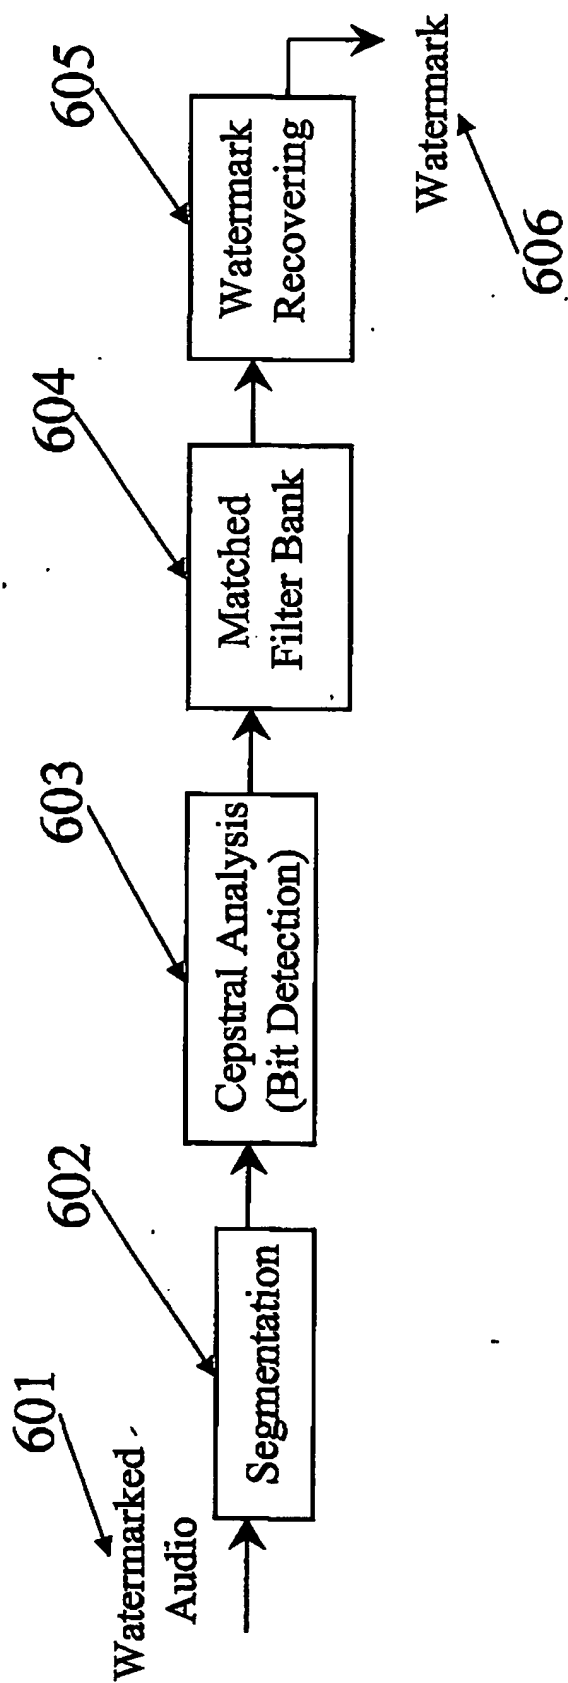 601
Watermarked
Audio
602
Segmentation
603
Cepstral Analysis
(Bit Detection)
604
Matched
Filter Bank
605
Watermark
Recovering
Watermark
606